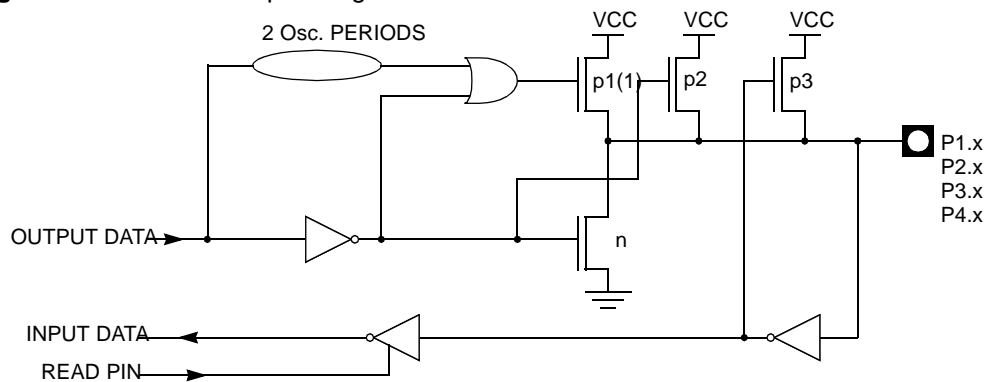 2 Osc. PERIODS
VCC
VCC
VCC
p1(1)
p2
p3
P1.x
P2.x
P3.x
P4.x
OUTPUT DATA
n
INPUT DATA
READ PIN